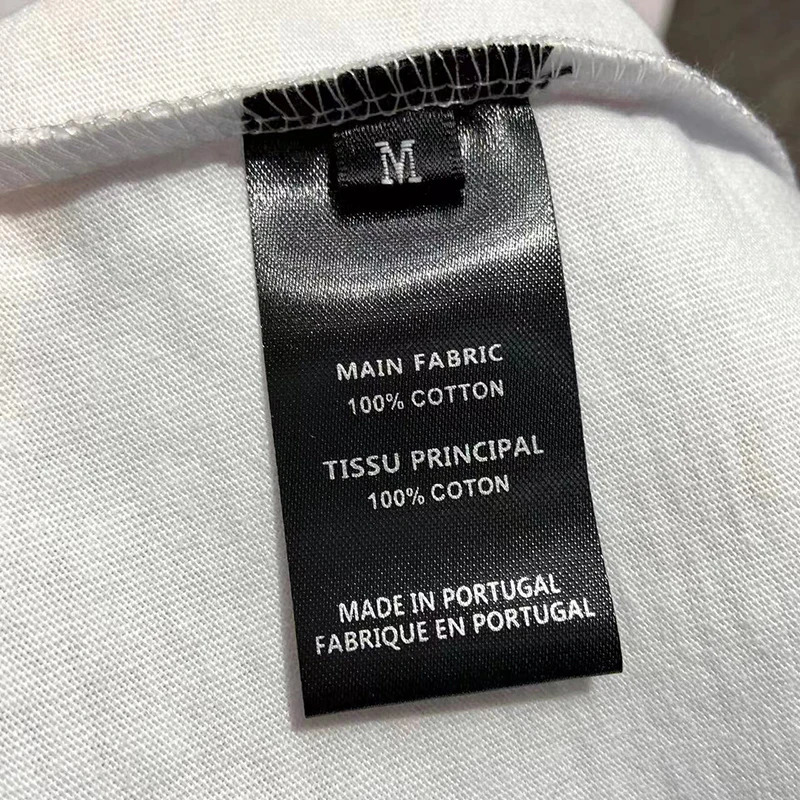 M
MAIN FABRIC
100% COTTON
TISSU PRINCIPAL
100% COTON
MADE IN PORTUGAL
FABRIQUE EN PORTUGAL